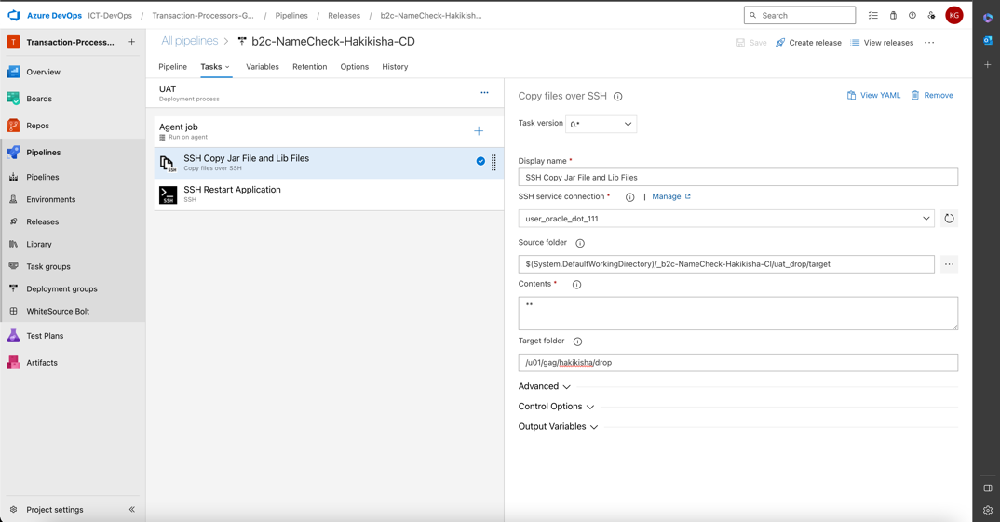 Azure DevOps ICT-DevOps / Transaction-Processors-G... / Pipelines / Releases / b2c-NameCheck-Hakikish...
Search
KG
T Transaction-Process... +
Overview
Boards
Repos
Pipelines
Pipelines
Environments
Releases
Library
Task groups
Deployment groups
WhiteSource Bolt
Test Plans
Artifacts
Project settings
All pipelines > b2c-NameCheck-Hakikisha-CD
Save Create release View releases ...
Pipeline Tasks Variables Retention Options History
UAT
Deployment process
Agent job
Run on agent
SSH Copy Jar File and Lib Files
Copy files over SSH
SSH Restart Application
SSH
Copy files over SSH
View YAML Remove
Task version 0.*
Display name *
SSH Copy Jar File and Lib Files
SSH service connection * | Manage
user_oracle_dot_111
Source folder
$(System.DefaultWorkingDirectory)/_b2c-NameCheck-Hakikisha-CI/uat_drop/target
Contents *
**
Target folder
/u01/gag/hakikisha/drop
Advanced
Control Options
Output Variables